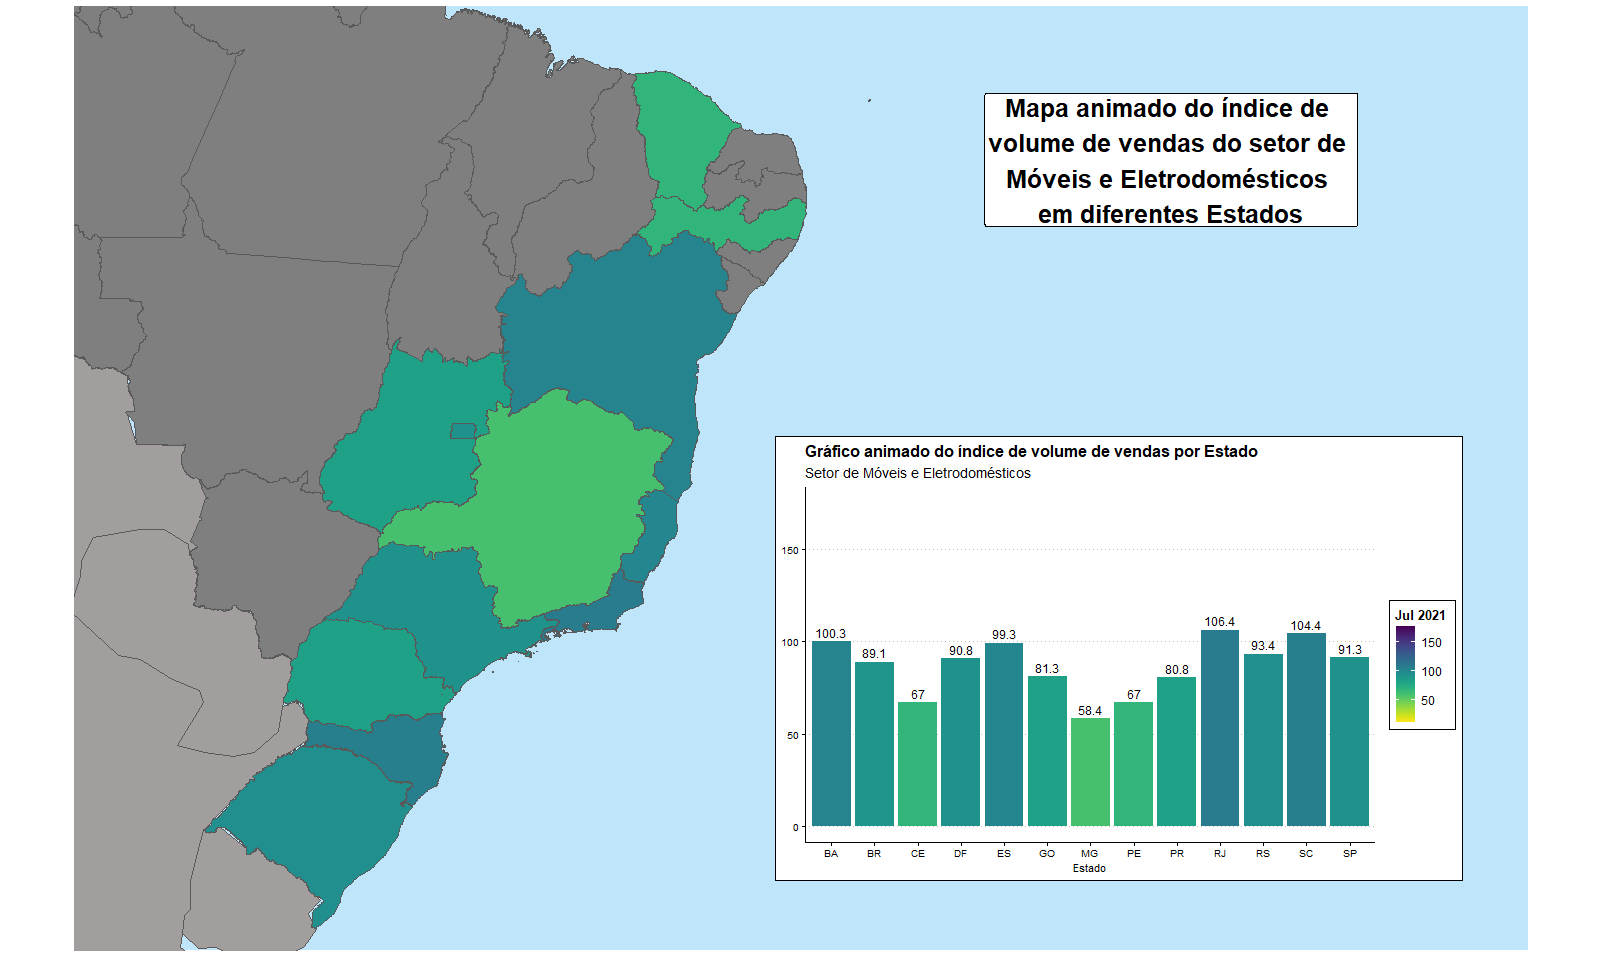 Mapa animado do índice de
volume de vendas do setor de
Móveis e Eletrodomésticos
em diferentes Estados
Gráfico animado do índice de volume de vendas por Estado
Setor de Móveis e Eletrodomésticos
150
100
50
0
100.3
89.1
67
90.8
99.3
81.3
58.4
67
80.8
106.4
93.4
104.4
91.3
BA BR CE DF ES GO MG PE PR RJ RS SC SP
Estado
Jul 2021
150
100
50